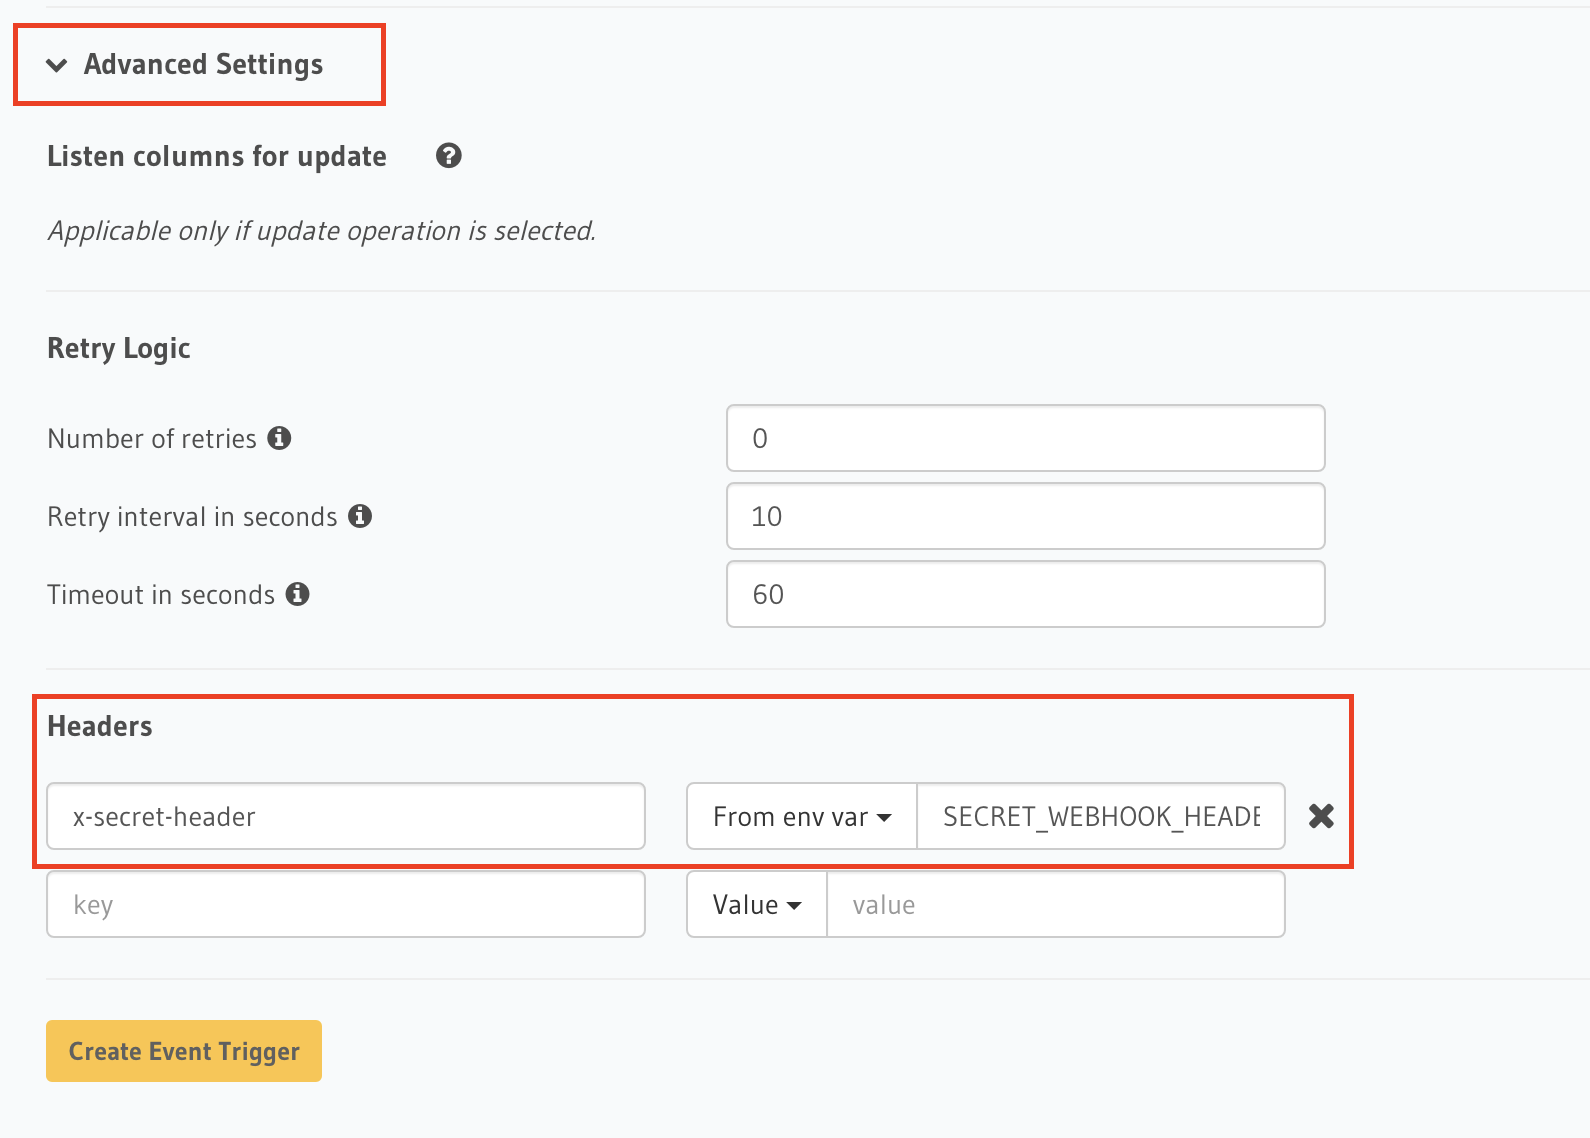 Advanced Settings
Listen columns for update
Applicable only if update operation is selected.
Retry Logic
Number of retries
0
Retry interval in seconds
10
Timeout in seconds
60
Headers
x-secret-header From env var SECRET_WEBHOOK_HEADE
key Value value
Create Event Trigger